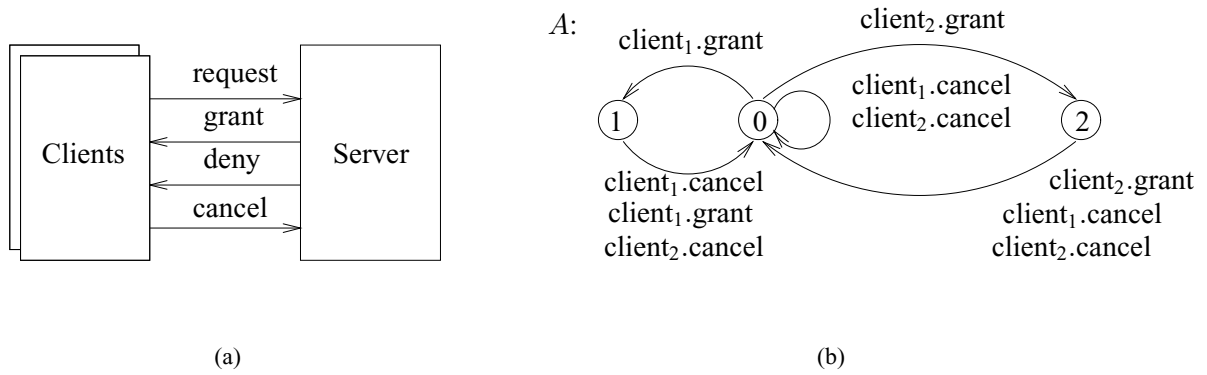 request
grant
deny
cancel
Clients
Server
(a)
A:
client₁.grant
client₂.grant
client₁.cancel
client₂.cancel
1
0
2
client₁.cancel
client₁.grant
client₂.cancel
client₂.grant
client₁.cancel
client₂.cancel
(b)